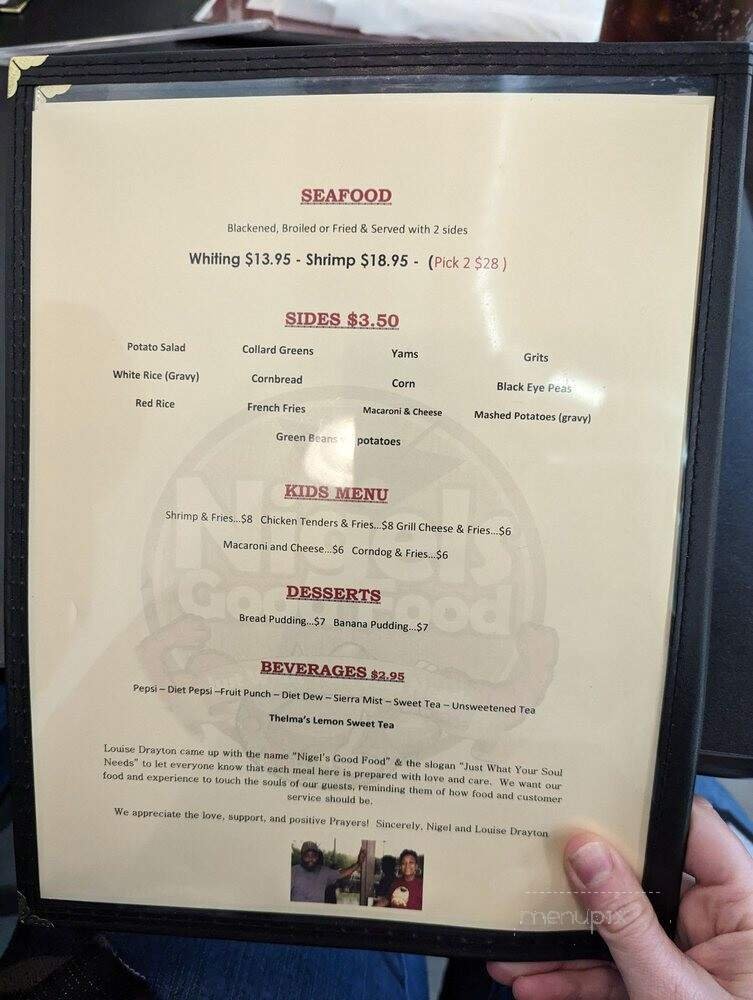 SEAFOOD
Blackened, Broiled or Fried & Served with 2 sides
Whiting $13.95 - Shrimp $18.95 - (Pick 2 $28 )
SIDES $3.50
Potato Salad Collard Greens Yams Grits
White Rice (Gravy) Cornbread Corn Black Eye Peas
Red Rice French Fries Macaroni & Cheese Mashed Potatoes (gravy)
Green Beans potatoes
KIDS MENU
Shrimp & Fries...$8 Chicken Tenders & Fries...$8 Grill Cheese & Fries...$6
Macaroni and Cheese...$6 Corndog & Fries...$6
Nigel's
Good Food
DESSERTS
Bread Pudding...$7 Banana Pudding...$7
BEVERAGES $2.95
Pepsi – Diet Pepsi –Fruit Punch – Diet Dew – Sierra Mist – Sweet Tea – Unsweetened Tea
Thelma's Lemon Sweet Tea
Louise Drayton came up with the name "Nigel's Good Food" & the slogan "Just What Your Soul
Needs" to let everyone know that each meal here is prepared with love and care. We want our
food and experience to touch the souls of our guests, reminding them of how food and customer
service should be.
We appreciate the love, support, and positive Prayers! Sincerely, Nigel and Louise Drayton
menupix